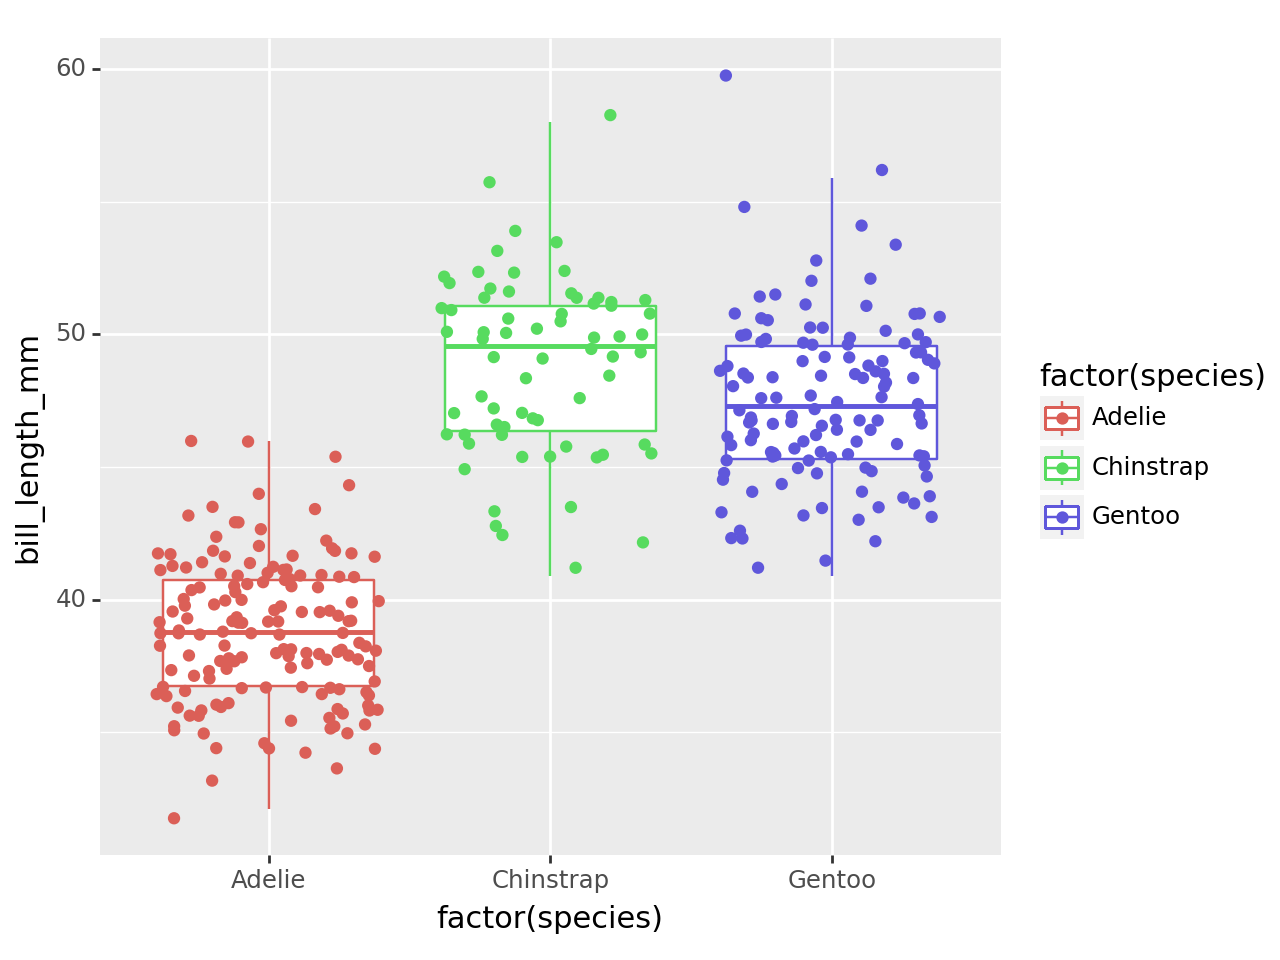 60
50
40
bill_length_mm
Adelie
Chinstrap
Gentoo
factor(species)
factor(species)
Adelie
Chinstrap
Gentoo